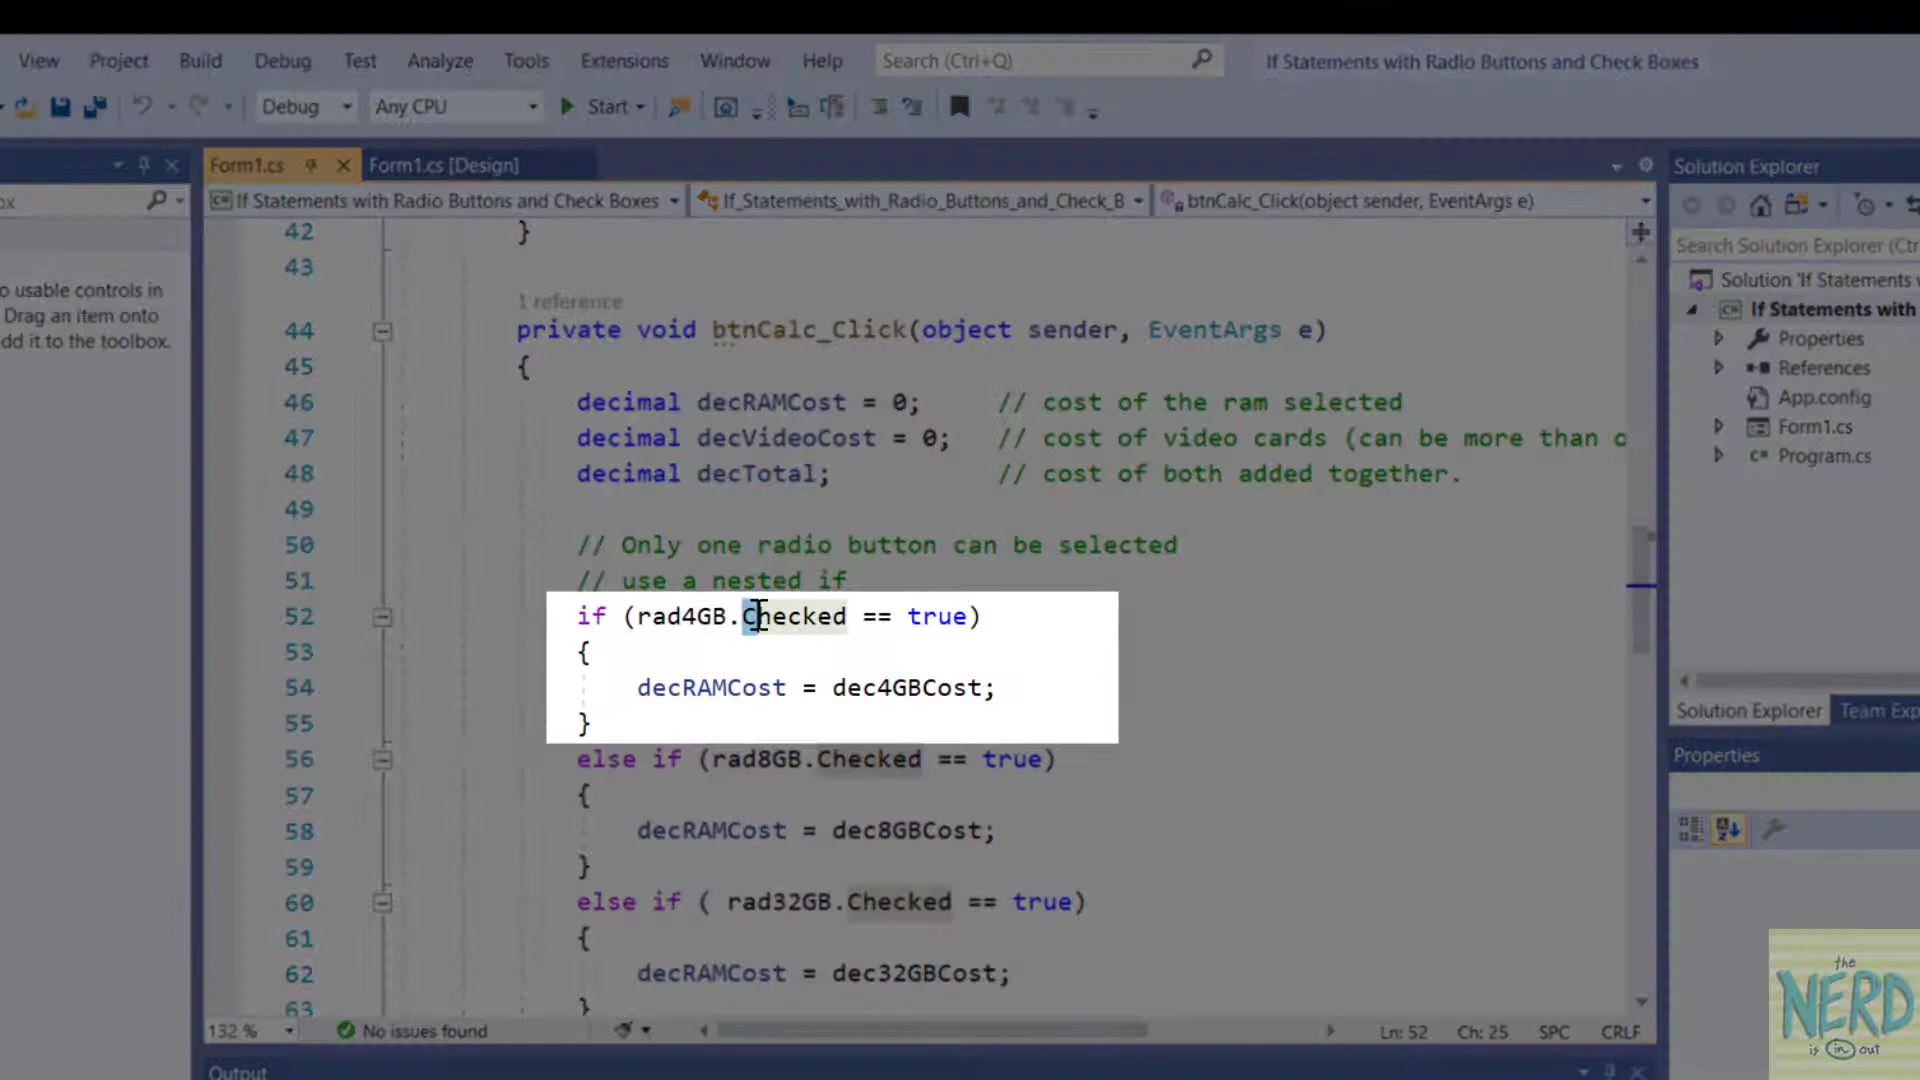 View Project Build Debug Test Analyze Tools Extensions Window Help Search (Ctrl+Q) If Statements with Radio Buttons and Check Boxes
Debug Any CPU Start
Form1.cs Form1.cs [Design] Solution Explorer
If Statements with Radio Buttons and Check Boxes If_Statements_with_Radio_Buttons_and_Check_B btnCalc_Click(object sender, EventArgs e)
42 }
43
1 reference
44 private void btnCalc_Click(object sender, EventArgs e)
45 {
46 decimal decRAMCost = 0; // cost of the ram selected
47 decimal decVideoCost = 0; // cost of video cards (can be more than o
48 decimal decTotal; // cost of both added together.
49
50 // Only one radio button can be selected
51 // use a nested if
52 if (rad4GB.Checked == true)
53 {
54 decRAMCost = dec4GBCost;
55 }
56 else if (rad8GB.Checked == true)
57 {
58 decRAMCost = dec8GBCost;
59 }
60 else if ( rad32GB.Checked == true)
61 {
62 decRAMCost = dec32GBCost;
63 }
132 % No issues found Ln: 52 Ch: 25 SPC CRLF
Output
ox
o usable controls in
Drag an item onto
dd it to the toolbox.
Search Solution Explorer (Ctr
Solution 'If Statements
If Statements with
Properties
References
App.config
Form1.cs
C# Program.cs
Solution Explorer Team Exp
Properties
the
NERD
is in out